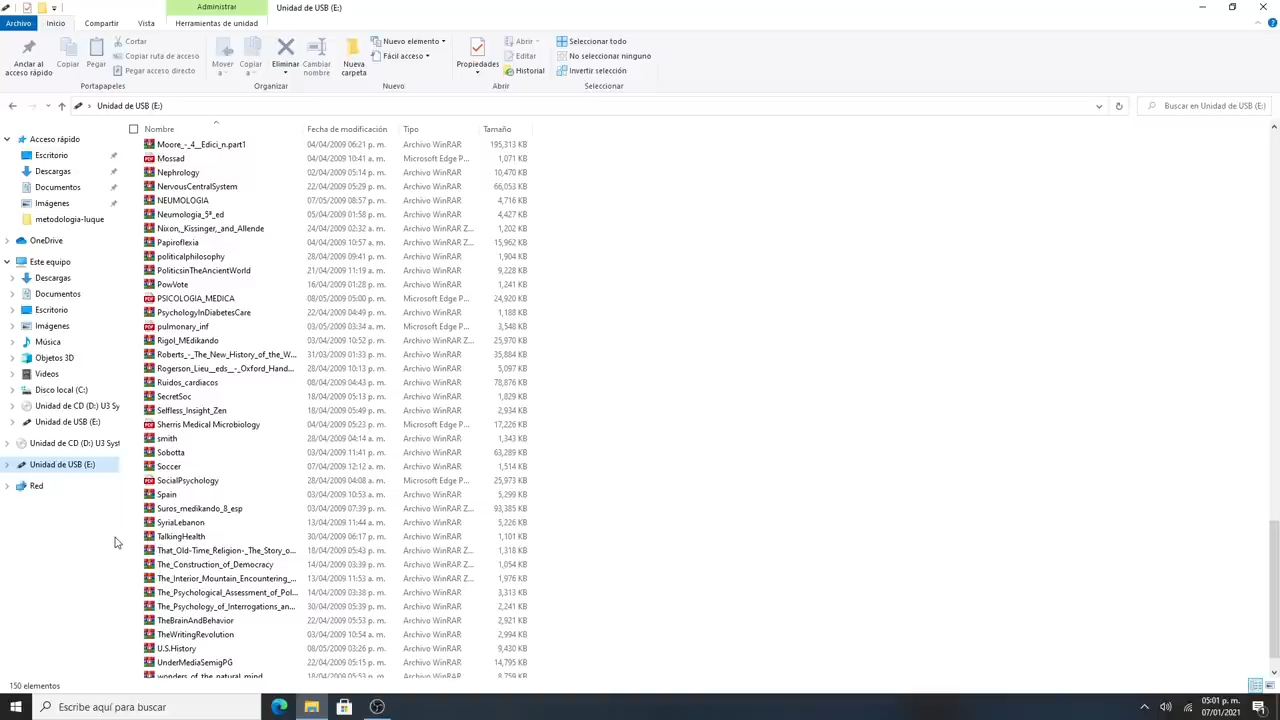 Administrar
Unidad de USB (E:)
Archivo
Inicio
Compartir
Vista
Herramientas de unidad
Anclar al acceso rápido
Copiar
Pegar
Cortar
Copiar ruta de acceso
Pegar acceso directo
Mover a
Copiar a
Eliminar
Cambiar nombre
Nueva carpeta
Nuevo elemento
Fácil acceso
Propiedades
Abrir
Editar
Historial
Seleccionar todo
No seleccionar ninguno
Invertir selección
Portapapeles
Organizar
Nuevo
Abrir
Seleccionar
Unidad de USB (E:)
Buscar en Unidad de USB (E:)
Acceso rápido
Escritorio
Descargas
Documentos
Imágenes
metodologia-luque
OneDrive
Este equipo
Descargas
Documentos
Escritorio
Imágenes
Música
Objetos 3D
Videos
Disco local (C:)
Unidad de CD (D:) U3 Sy
Unidad de USB (E:)
Unidad de CD (D:) U3 Syst
Unidad de USB (E:)
Red
Nombre Fecha de modificación Tipo Tamaño
Moore_-_4__Edici_n.part1 04/04/2009 06:21 p. m. Archivo WinRAR 195,313 KB
Mossad 04/04/2009 10:41 a. m. Microsoft Edge P... 1,071 KB
Nephrology 02/04/2009 05:14 p. m. Archivo WinRAR 10,470 KB
NervousCentralSystem 22/04/2009 05:29 p. m. Archivo WinRAR 66,053 KB
NEUMOLOGIA 07/05/2009 08:57 p. m. Archivo WinRAR 4,716 KB
Neumologia_5ª_ed 05/04/2009 01:58 p. m. Archivo WinRAR 4,427 KB
Nixon,_Kissinger,_and_Allende 24/04/2009 02:32 a. m. Archivo WinRAR Z... 1,202 KB
Papiroflexia 04/04/2009 10:57 a. m. Archivo WinRAR Z... 15,962 KB
politicalphilosophy 28/04/2009 09:41 p. m. Archivo WinRAR 1,904 KB
PoliticsinTheAncientWorld 21/04/2009 11:19 a. m. Archivo WinRAR 9,228 KB
PowVote 16/04/2009 01:28 p. m. Archivo WinRAR 1,241 KB
PSICOLOGIA_MEDICA 08/05/2009 05:00 p. m. Microsoft Edge P... 24,920 KB
PsychologyInDiabetesCare 22/04/2009 04:49 p. m. Archivo WinRAR 1,188 KB
pulmonary_inf 03/05/2009 03:34 a. m. Microsoft Edge P... 3,548 KB
Rigol_MEdikando 03/04/2009 10:52 p. m. Archivo WinRAR Z... 25,970 KB
Roberts_-_The_New_History_of_the_W... 31/03/2009 01:33 p. m. Archivo WinRAR 35,884 KB
Rogerson_Lieu__eds__-_Oxford_Hand... 28/04/2009 10:13 p. m. Archivo WinRAR 5,097 KB
Ruidos_cardiacos 08/04/2009 04:43 p. m. Archivo WinRAR 78,876 KB
SecretSoc 18/04/2009 05:13 p. m. Archivo WinRAR 1,829 KB
Selfless_Insight_Zen 18/04/2009 05:49 p. m. Archivo WinRAR 2,934 KB
Sherris Medical Microbiology 04/04/2009 05:23 p. m. Microsoft Edge P... 17,226 KB
smith 28/04/2009 04:14 a. m. Archivo WinRAR 1,343 KB
Sobotta 03/04/2009 11:41 p. m. Archivo WinRAR 63,289 KB
Soccer 07/04/2009 12:12 a. m. Archivo WinRAR 1,514 KB
SocialPsychology 28/04/2009 04:08 a. m. Microsoft Edge P... 25,973 KB
Spain 03/04/2009 10:53 a. m. Archivo WinRAR 5,299 KB
Suros_medikando_8_esp 03/04/2009 07:39 p. m. Archivo WinRAR Z... 93,385 KB
SyriaLebanon 13/04/2009 11:44 a. m. Archivo WinRAR 5,226 KB
TalkingHealth 30/04/2009 06:17 p. m. Archivo WinRAR 1,101 KB
That_Old-Time_Religion-_The_Story_o... 18/04/2009 05:43 p. m. Archivo WinRAR Z... 1,318 KB
The_Construction_of_Democracy 14/04/2009 03:39 p. m. Archivo WinRAR Z... 1,054 KB
The_Interior_Mountain_Encountering_... 13/04/2009 11:53 a. m. Archivo WinRAR Z... 1,976 KB
The_Psychological_Assessment_of_Pol... 14/04/2009 03:38 p. m. Archivo WinRAR 3,313 KB
The_Psychology_of_Interrogations_an... 30/04/2009 05:39 p. m. Archivo WinRAR 2,241 KB
TheBrainAndBehavior 22/04/2009 05:53 p. m. Archivo WinRAR 2,921 KB
TheWritingRevolution 03/04/2009 10:54 a. m. Archivo WinRAR 2,994 KB
U.S.History 08/05/2009 03:26 p. m. Archivo WinRAR 9,430 KB
UnderMediaSemigPG 22/04/2009 05:15 p. m. Archivo WinRAR 14,795 KB
wonders_of_the_natural_mind 18/04/2009 05:53 p. m. Archivo WinRAR 8,759 KB
150 elementos
Escribe aquí para buscar
05:01 p. m.
07/01/2021